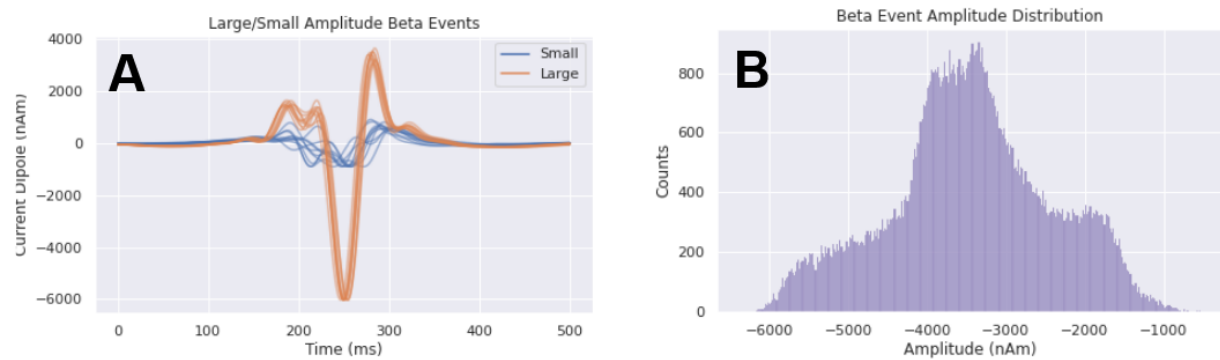 Large/Small Amplitude Beta Events
A
Small
Large
4000
2000
0
−2000
−4000
−6000
Current Dipole (nAm)
0 100 200 300 400 500
Time (ms)
Beta Event Amplitude Distribution
B
800
600
400
200
0
Counts
−6000 −5000 −4000 −3000 −2000 −1000
Amplitude (nAm)